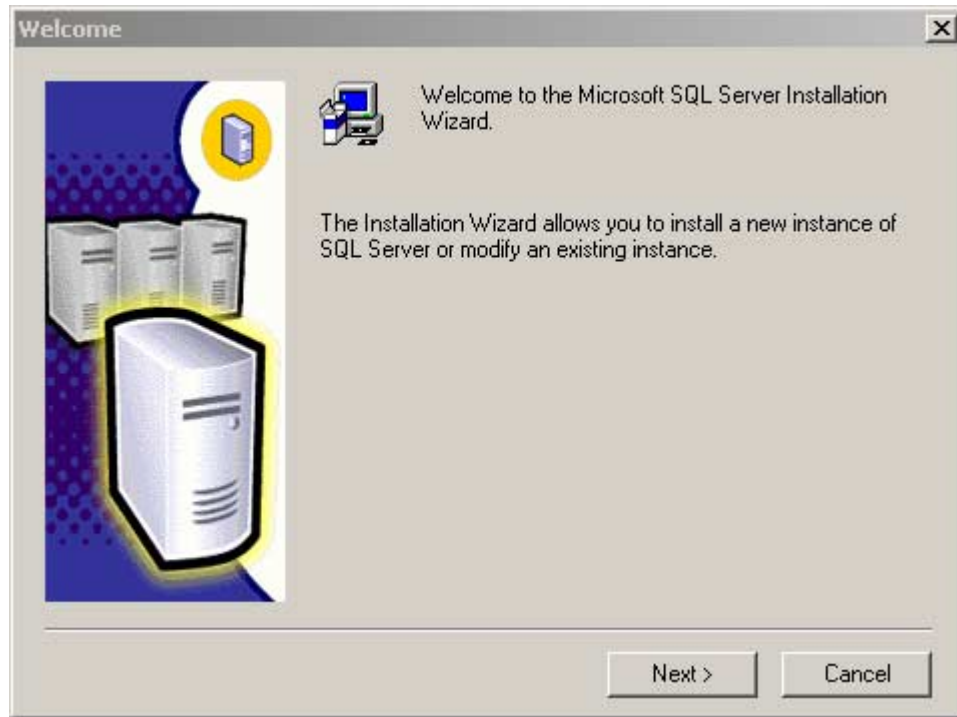 Welcome
Welcome to the Microsoft SQL Server Installation
Wizard.
The Installation Wizard allows you to install a new instance of
SQL Server or modify an existing instance.
Next >
Cancel